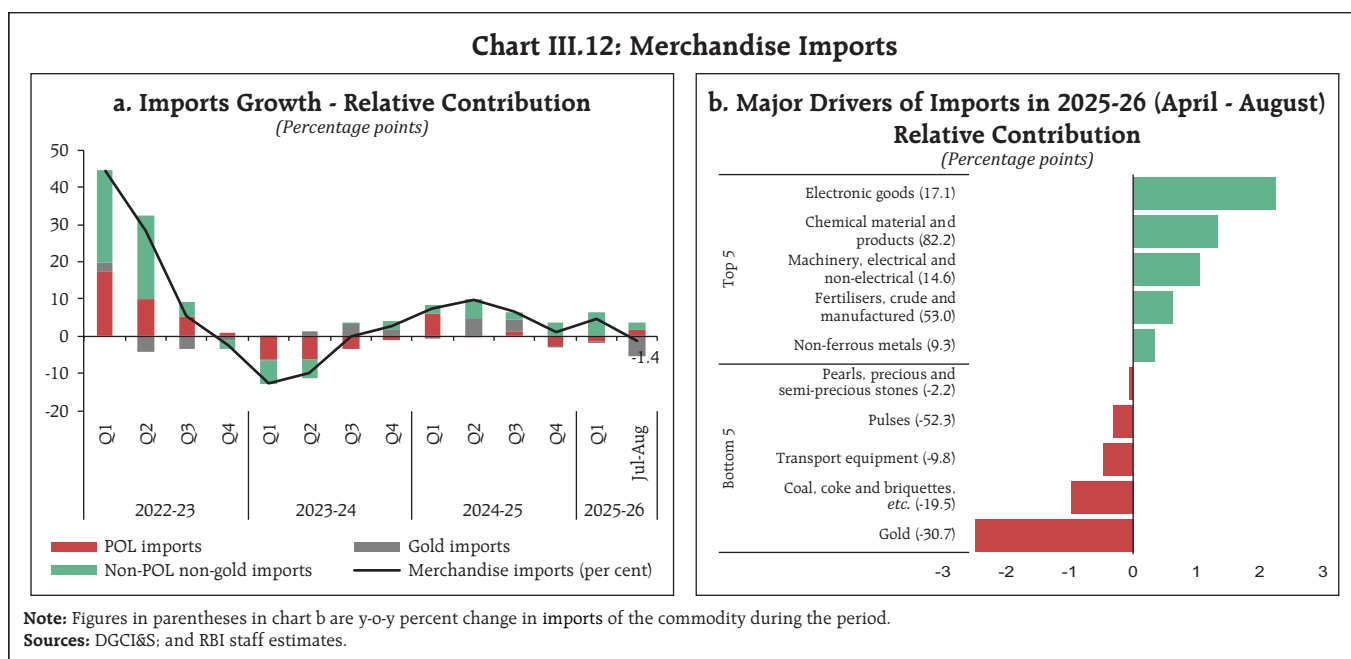 Chart III.12: Merchandise Imports
a. Imports Growth - Relative Contribution
(Percentage points)
50
40
30
20
10
0
-10
-20
-1.4
Q1
Q2
Q3
Q4
Q1
Q2
Q3
Q4
Q1
Q2
Q3
Q4
Q1
Jul-Aug
2022-23
2023-24
2024-25
2025-26
POL imports
Gold imports
Non-POL non-gold imports
Merchandise imports (per cent)
b. Major Drivers of Imports in 2025-26 (April - August)
Relative Contribution
(Percentage points)
Top 5
Electronic goods (17.1)
Chemical material and
products (82.2)
Machinery, electrical and
non-electrical (14.6)
Fertilisers, crude and
manufactured (53.0)
Non-ferrous metals (9.3)
Bottom 5
Pearls, precious and
semi-precious stones (-2.2)
Pulses (-52.3)
Transport equipment (-9.8)
Coal, coke and briquettes,
etc. (-19.5)
Gold (-30.7)
-3
-2
-1
0
1
2
3
Note: Figures in parentheses in chart b are y-o-y percent change in imports of the commodity during the period.
Sources: DGCI&S; and RBI staff estimates.